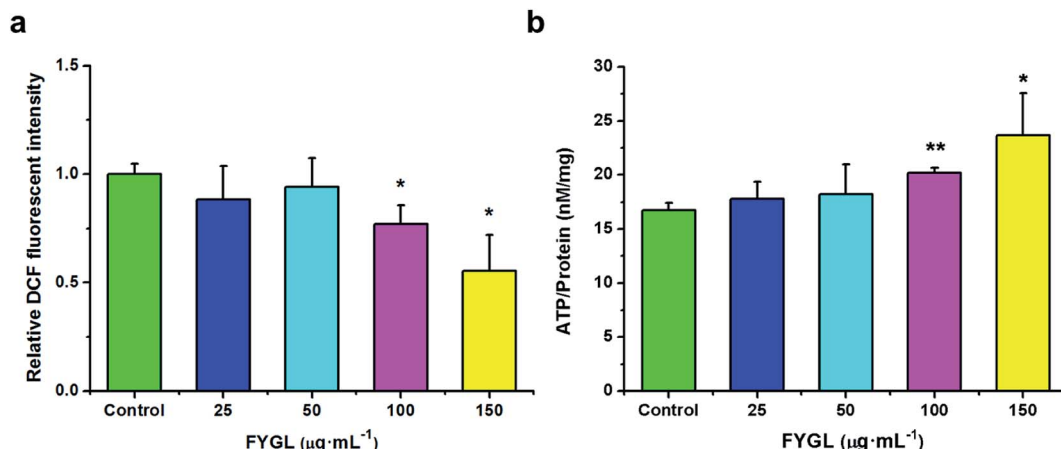 a
Relative DCF fluorescent intensity
1.5
1.0
0.5
0.0
*
*
Control 25 50 100 150
FYGL (μg·mL⁻¹)
b
ATP/Protein (nM/mg)
30
25
20
15
10
5
0
**
*
Control 25 50 100 150
FYGL (μg·mL⁻¹)